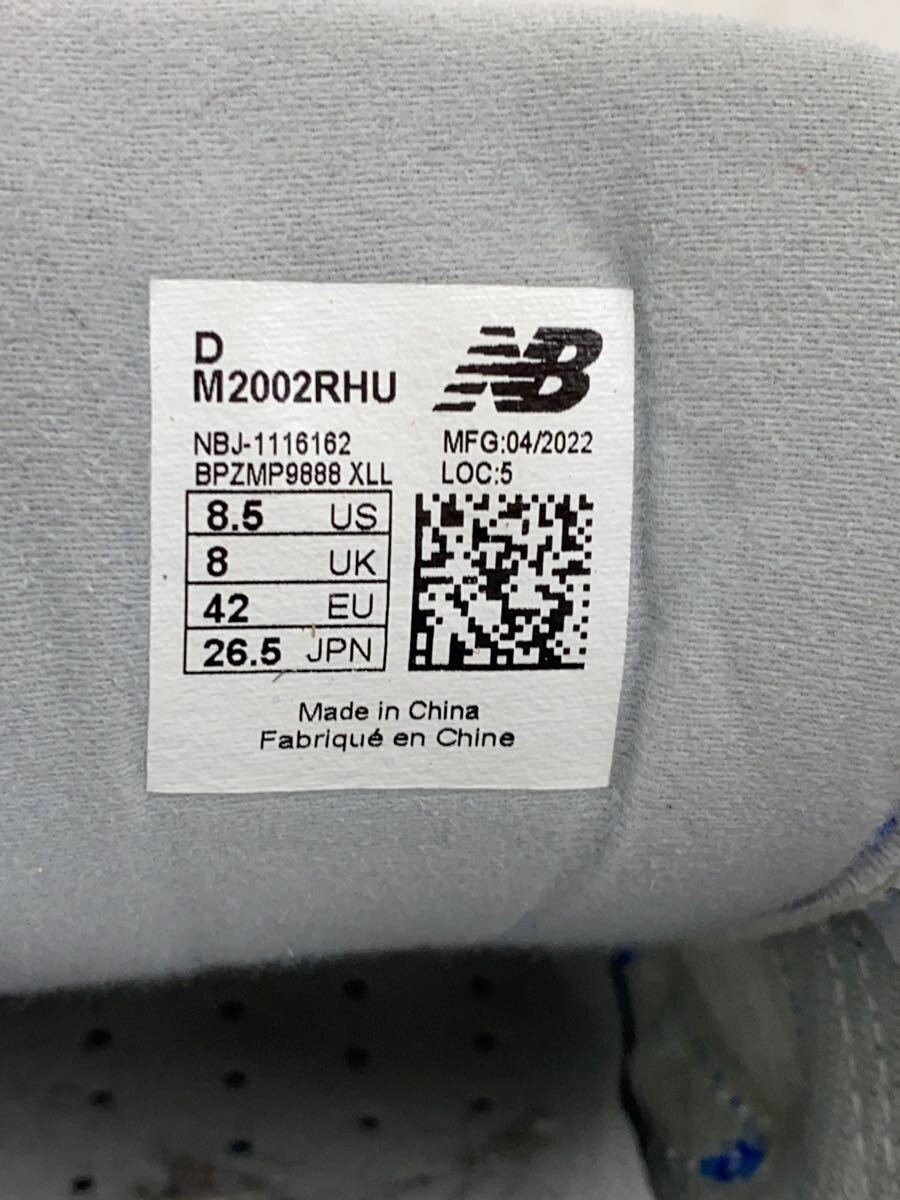 D
M2002RHU
NB
NBJ-1116162
MFG:04/2022
BPZMP9888 XLL
LOC:5
8.5 US
8 UK
42 EU
26.5 JPN
Made in China
Fabriqué en Chine